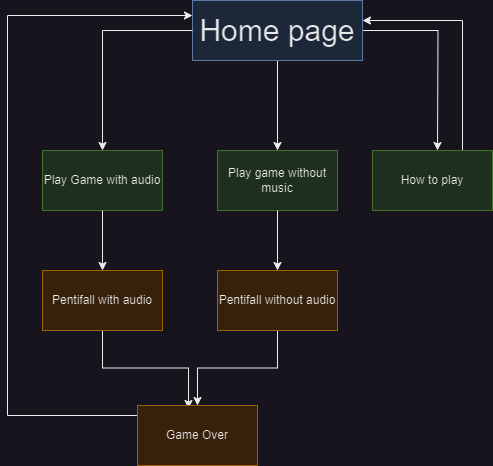 Home page
Play Game with audio
Play game without
music
How to play
Pentifall with audio
Pentifall without audio
Game Over